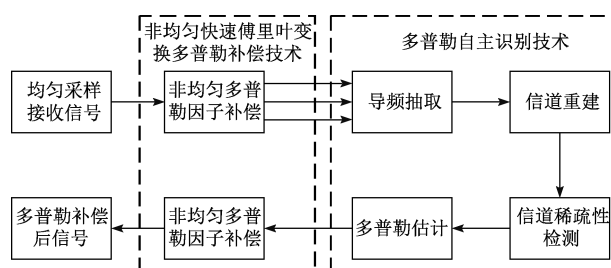 非均匀快速傅里叶变
换多普勒补偿技术
多普勒自主识别技术
均匀采样
接收信号
非均匀多普
勒因子补偿
导频抽取
信道重建
多普勒补偿
后信号
非均匀多普
勒因子补偿
多普勒估计
信道稀疏性
检测